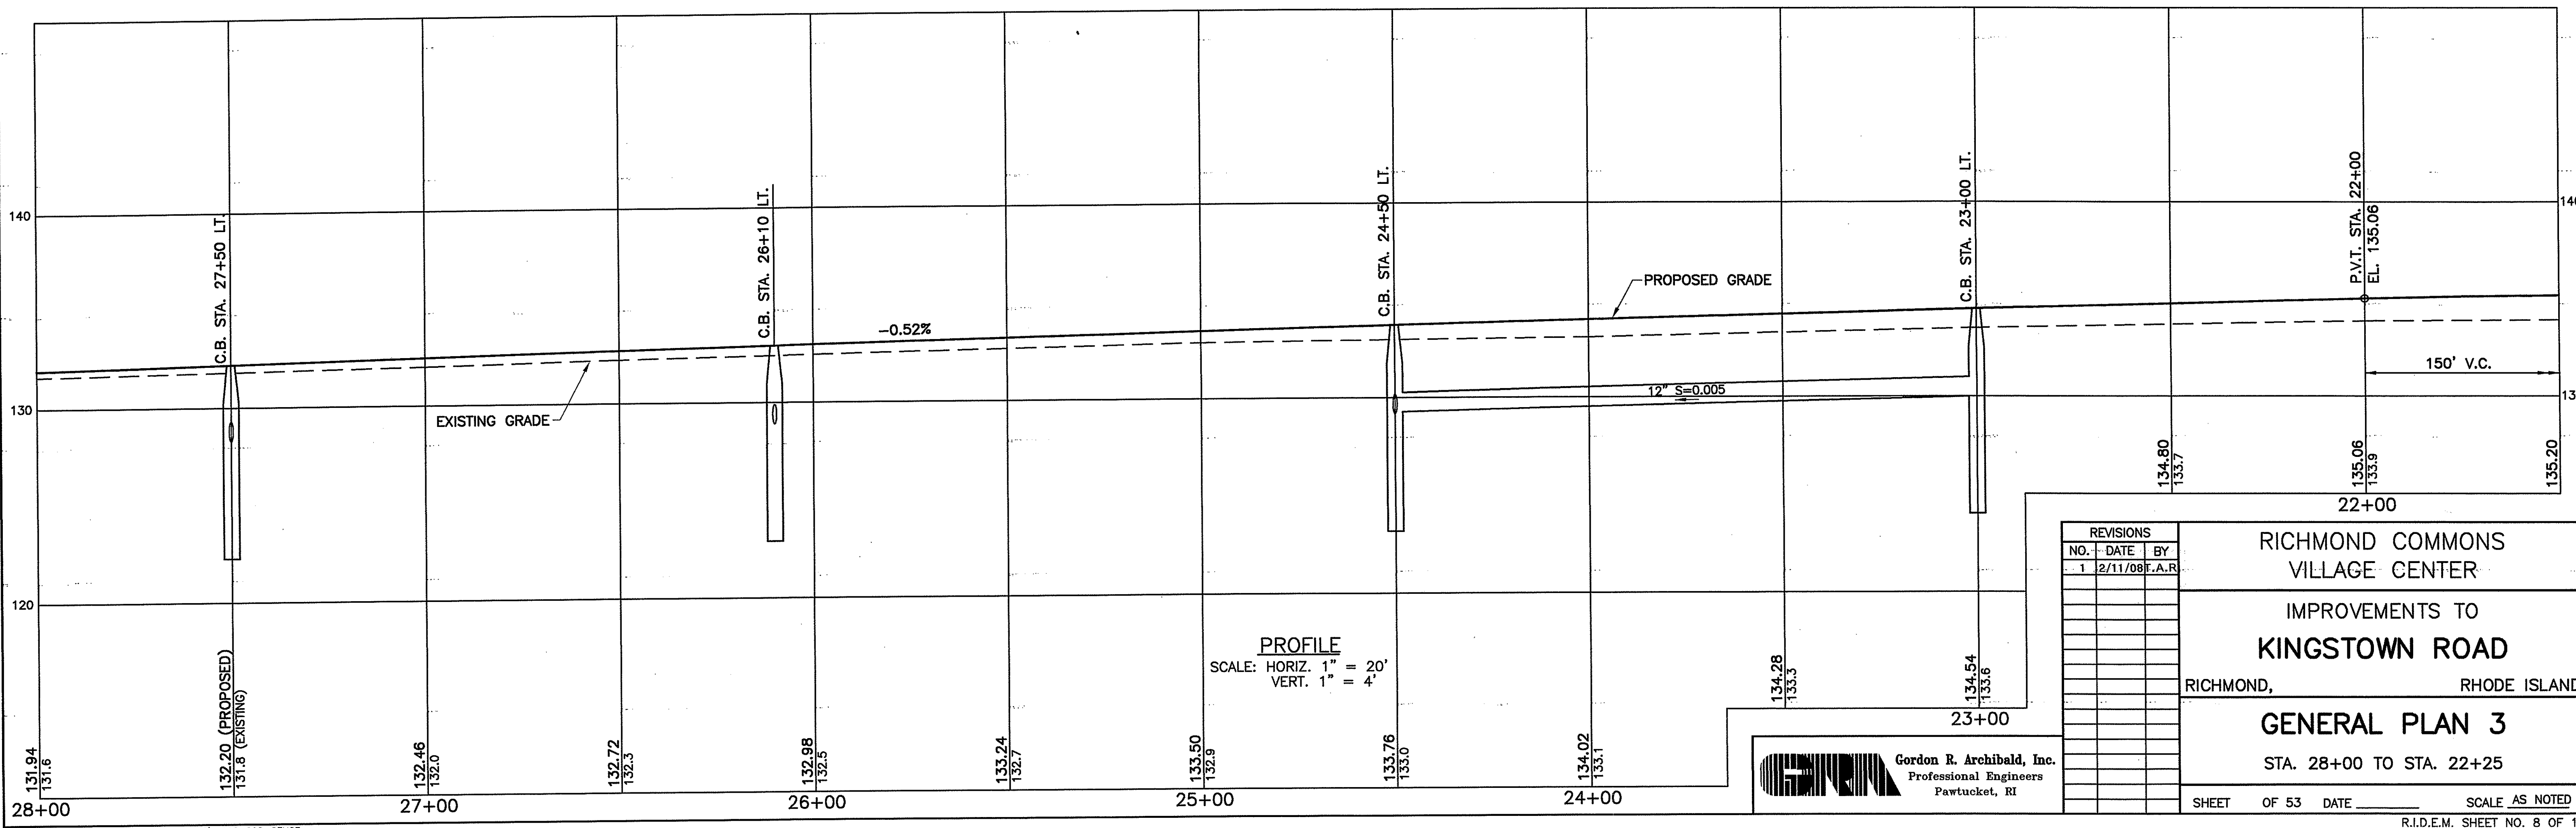 140
130
120
C.B. STA. 27+50 LT.
C.B. STA. 26+10 LT.
C.B. STA. 24+50 LT.
C.B. STA. 23+00 LT.
P.V.T. STA. 22+00
EL. 135.06
-0.52%
PROPOSED GRADE
EXISTING GRADE
12" S=0.005
150' V.C.
PROFILE
SCALE: HORIZ. 1" = 20'
VERT. 1" = 4'
131.94
131.6
132.20 (PROPOSED)
131.8 (EXISTING)
132.46
132.0
132.72
132.3
132.98
132.5
133.24
132.7
133.50
132.9
133.76
133.0
134.02
133.1
134.28
133.3
134.54
133.6
134.80
133.7
135.06
133.9
135.20
28+00
27+00
26+00
25+00
24+00
23+00
22+00
Gordon R. Archibald, Inc.
Professional Engineers
Pawtucket, RI
REVISIONS
NO. DATE BY
1 2/11/08 T.A.R
RICHMOND COMMONS
VILLAGE CENTER
IMPROVEMENTS TO
KINGSTOWN ROAD
RICHMOND, RHODE ISLAND
GENERAL PLAN 3
STA. 28+00 TO STA. 22+25
SHEET OF 53 DATE SCALE AS NOTED
R.I.D.E.M. SHEET NO. 8 OF 1